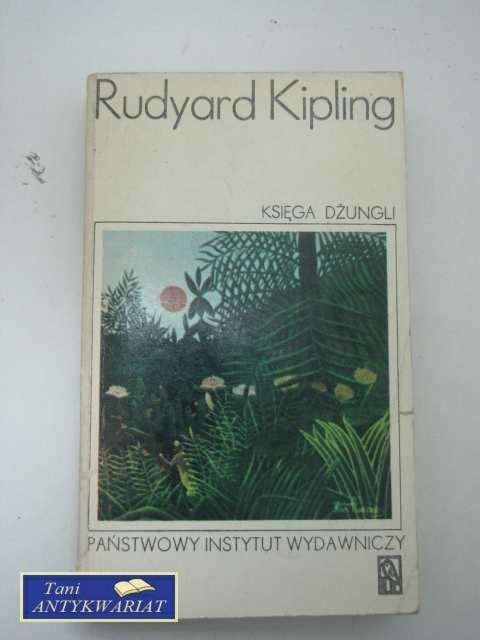 Rudyard Kipling
KSIĘGA DŻUNGLI
PAŃSTWOWY INSTYTUT WYDAWNICZY
Tani
ANTYKWARIAT